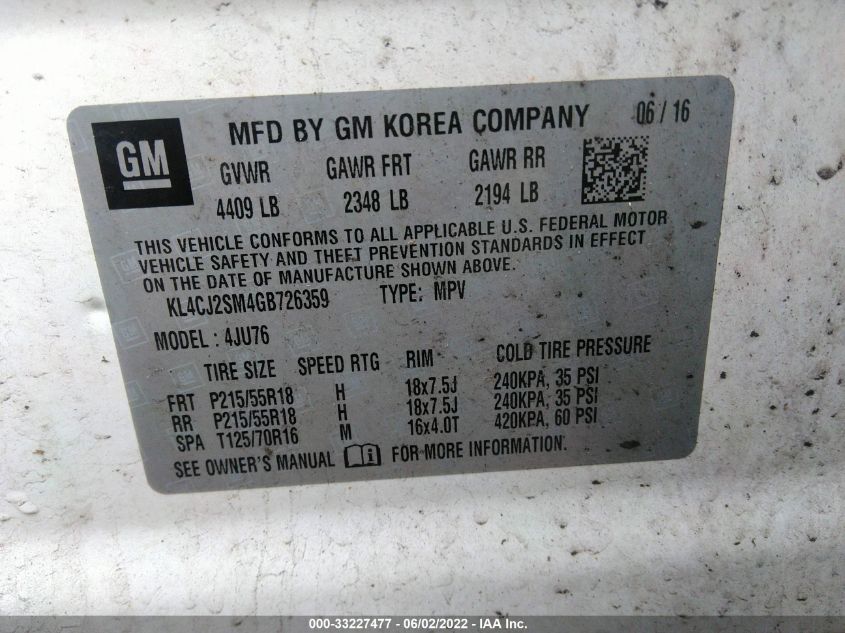 GM MFD BY GM KOREA COMPANY 06 / 16
GVWR GAWR FRT GAWR RR
4409 LB 2348 LB 2194 LB
THIS VEHICLE CONFORMS TO ALL APPLICABLE U.S. FEDERAL MOTOR
VEHICLE SAFETY AND THEFT PREVENTION STANDARDS IN EFFECT
ON THE DATE OF MANUFACTURE SHOWN ABOVE.
KL4CJ2SM4GB726359 TYPE: MPV
MODEL : 4JU76
TIRE SIZE SPEED RTG RIM COLD TIRE PRESSURE
FRT P215/55R18 H 18x7.5J 240KPA, 35 PSI
RR P215/55R18 H 18x7.5J 240KPA, 35 PSI
SPA T125/70R16 M 16x4.0T 420KPA, 60 PSI
SEE OWNER'S MANUAL FOR MORE INFORMATION.
000-33227477 - 06/02/2022 - IAA Inc.